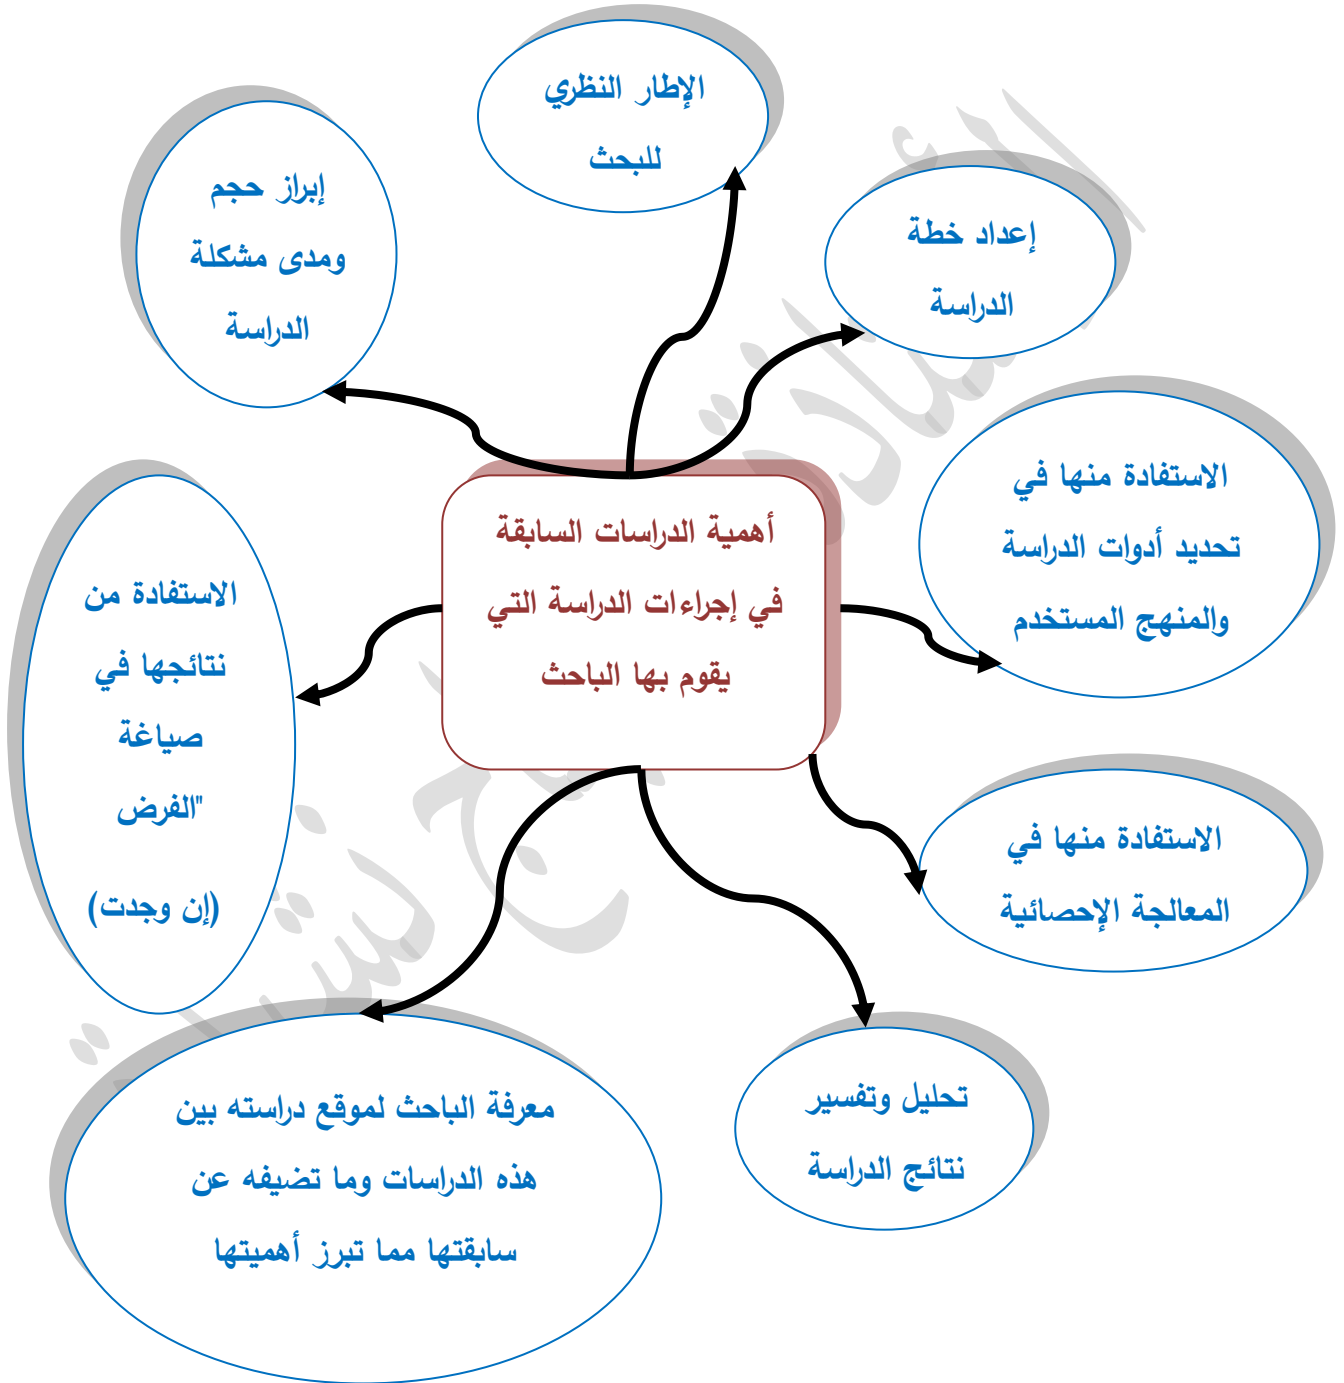 الإطار النظري
للبحث
إعداد خطة
الدراسة
إبراز حجم
ومدى مشكلة
الدراسة
أهمية الدراسات السابقة
في إجراءات الدراسة التي
يقوم بها الباحث
الاستفادة منها في
تحديد أدوات الدراسة
والمنهج المستخدم
الاستفادة من
نتائجها في
صياغة
"الفرض
(إن وجدت)
الاستفادة منها في
المعالجة الإحصائية
تحليل وتفسير
نتائج الدراسة
معرفة الباحث لموقع دراسته بين
هذه الدراسات وما تضيفه عن
سابقتها مما تبرز أهميتها